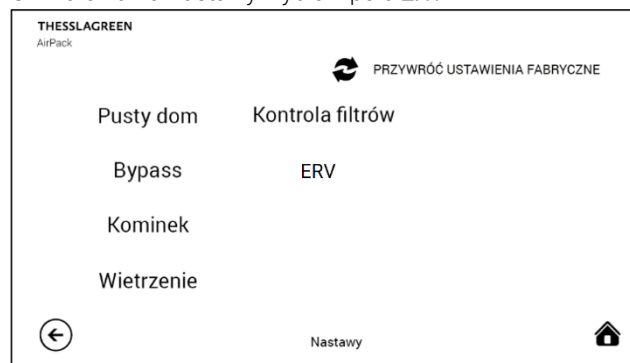 THESSLAGREEN
AirPack
PRZYWRÓĆ USTAWIENIA FABRYCZNE
Pusty dom
Kontrola filtrów
Bypass
ERV
Kominek
Wietrzenie
Nastawy